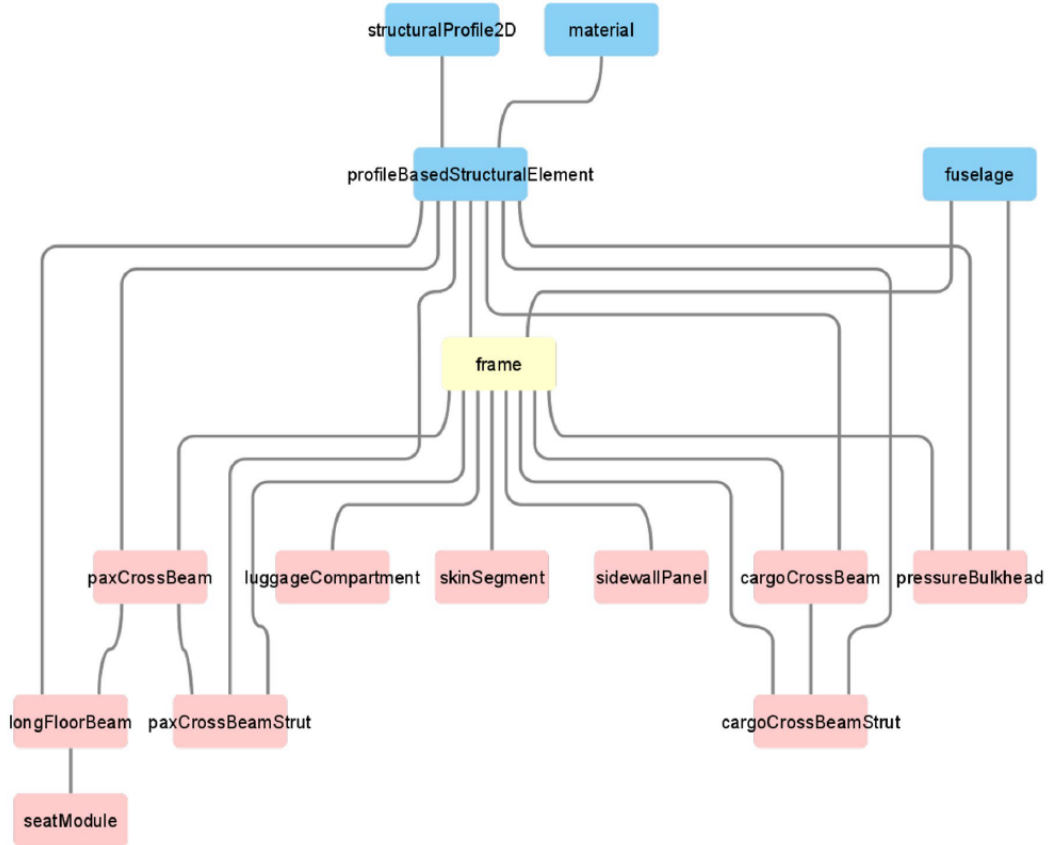 structuralProfile2D
material
profileBasedStructuralElement
fuselage
frame
paxCrossBeam
luggageCompartment
skinSegment
sidewallPanel
cargoCrossBeam
pressureBulkhead
longFloorBeam
paxCrossBeamStrut
cargoCrossBeamStrut
seatModule